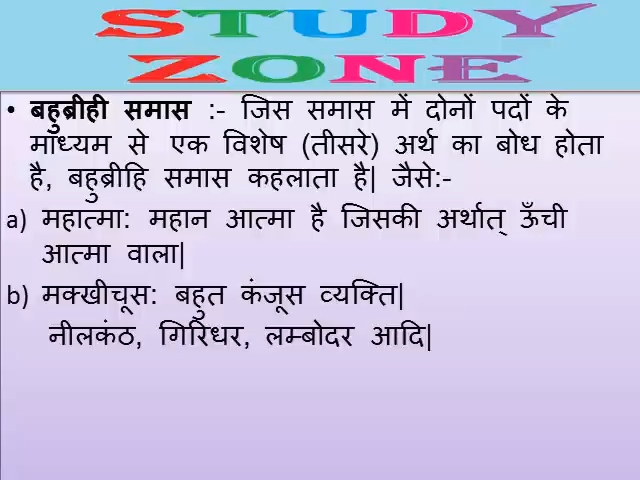 STUDY
ZONE
• बहुब्रीही समास :- जिस समास में दोनों पदों के
माध्यम से एक विशेष (तीसरे) अर्थ का बोध होता
है, बहुब्रीहि समास कहलाता है| जैसे:-
a) महात्मा: महान आत्मा है जिसकी अर्थात् ऊँची
आत्मा वाला|
b) मक्खीचूस: बहुत कंजूस व्यक्ति|
नीलकंठ, गिरिधर, लम्बोदर आदि|